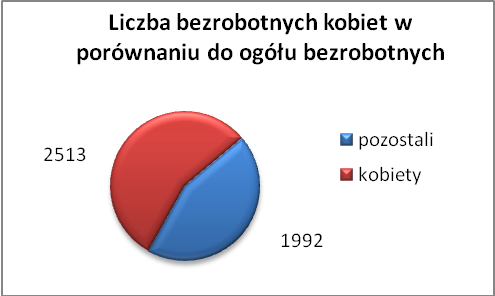 Liczba bezrobotnych kobiet w
porównaniu do ogółu bezrobotnych
2513
pozostali
kobiety
1992